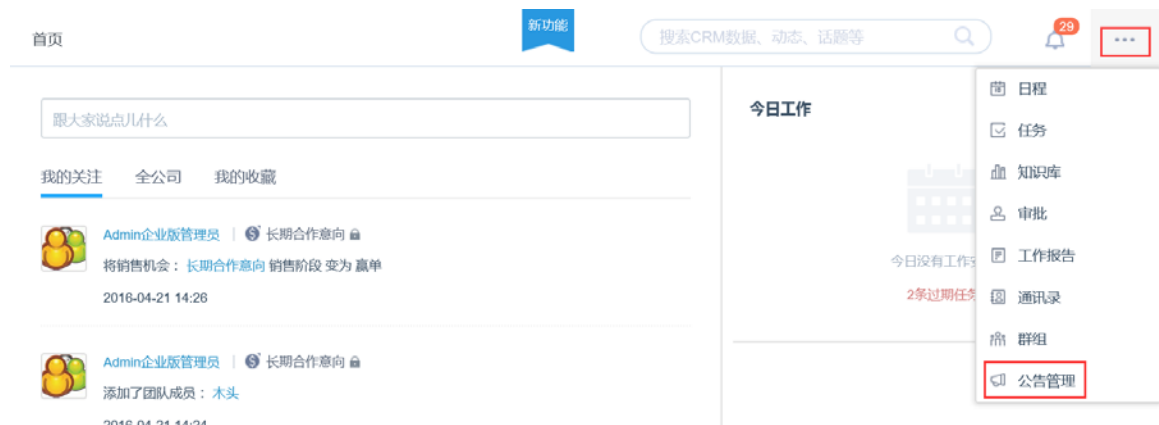 首页
新功能
搜索CRM数据、动态、话题等
29
跟大家说点儿什么
我的关注 全公司 我的收藏
Admin企业版管理员 | 长期合作意向
将销售机会： 长期合作意向 销售阶段 变为 赢单
2016-04-21 14:26
Admin企业版管理员 | 长期合作意向
添加了团队成员： 木头
2016-04-21 14:24
今日工作
今日没有工作
2条过期任务
日程
任务
知识库
审批
工作报告
通讯录
群组
公告管理